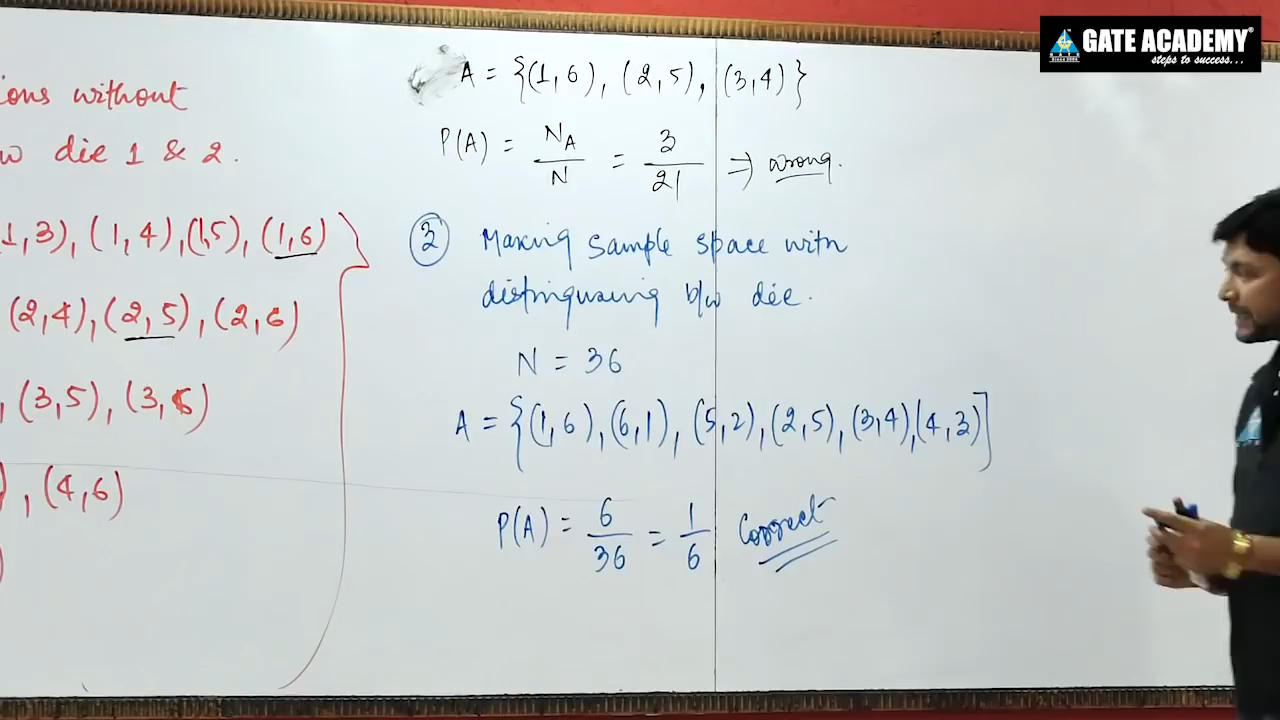 GATE ACADEMY®
steps to success...
ions without
w die 1 & 2.
1,3), (1,4), (1,5), (1,6)
(2,4), (2,5), (2,6)
, (3,5), (3,6)
), (4,6)
)
A = {(1,6), (2,5), (3,4)}
P(A) = N_A/N = 3/21 ⇒ wrong.
③ Making sample space with
distinqusing b/w die.
N = 36
A = {(1,6), (6,1), (5,2), (2,5), (3,4), (4,3)]
P(A) = 6/36 = 1/6 Correct